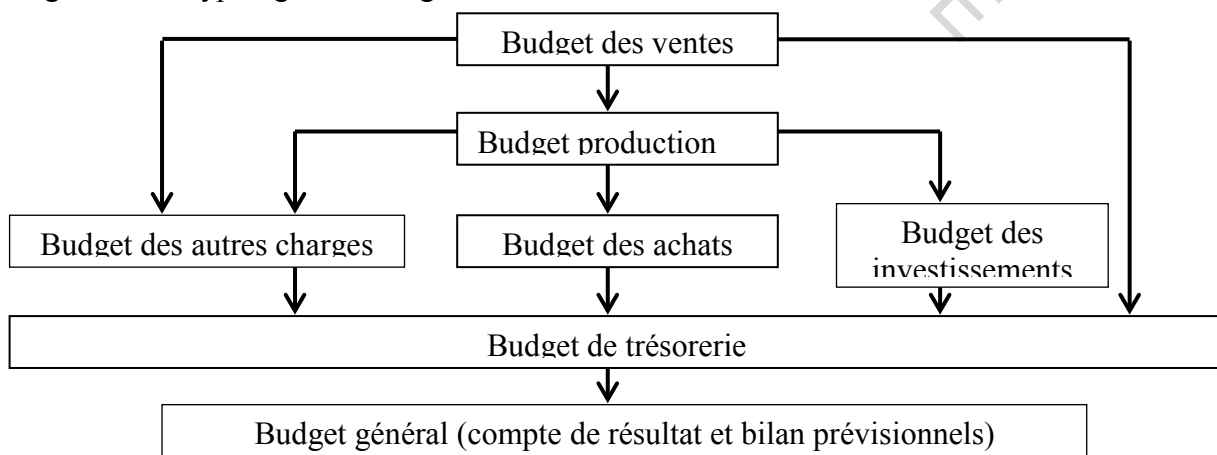 Budget des ventes
Budget production
Budget des autres charges
Budget des achats
Budget des
investissements
Budget de trésorerie
Budget général (compte de résultat et bilan prévisionnels)